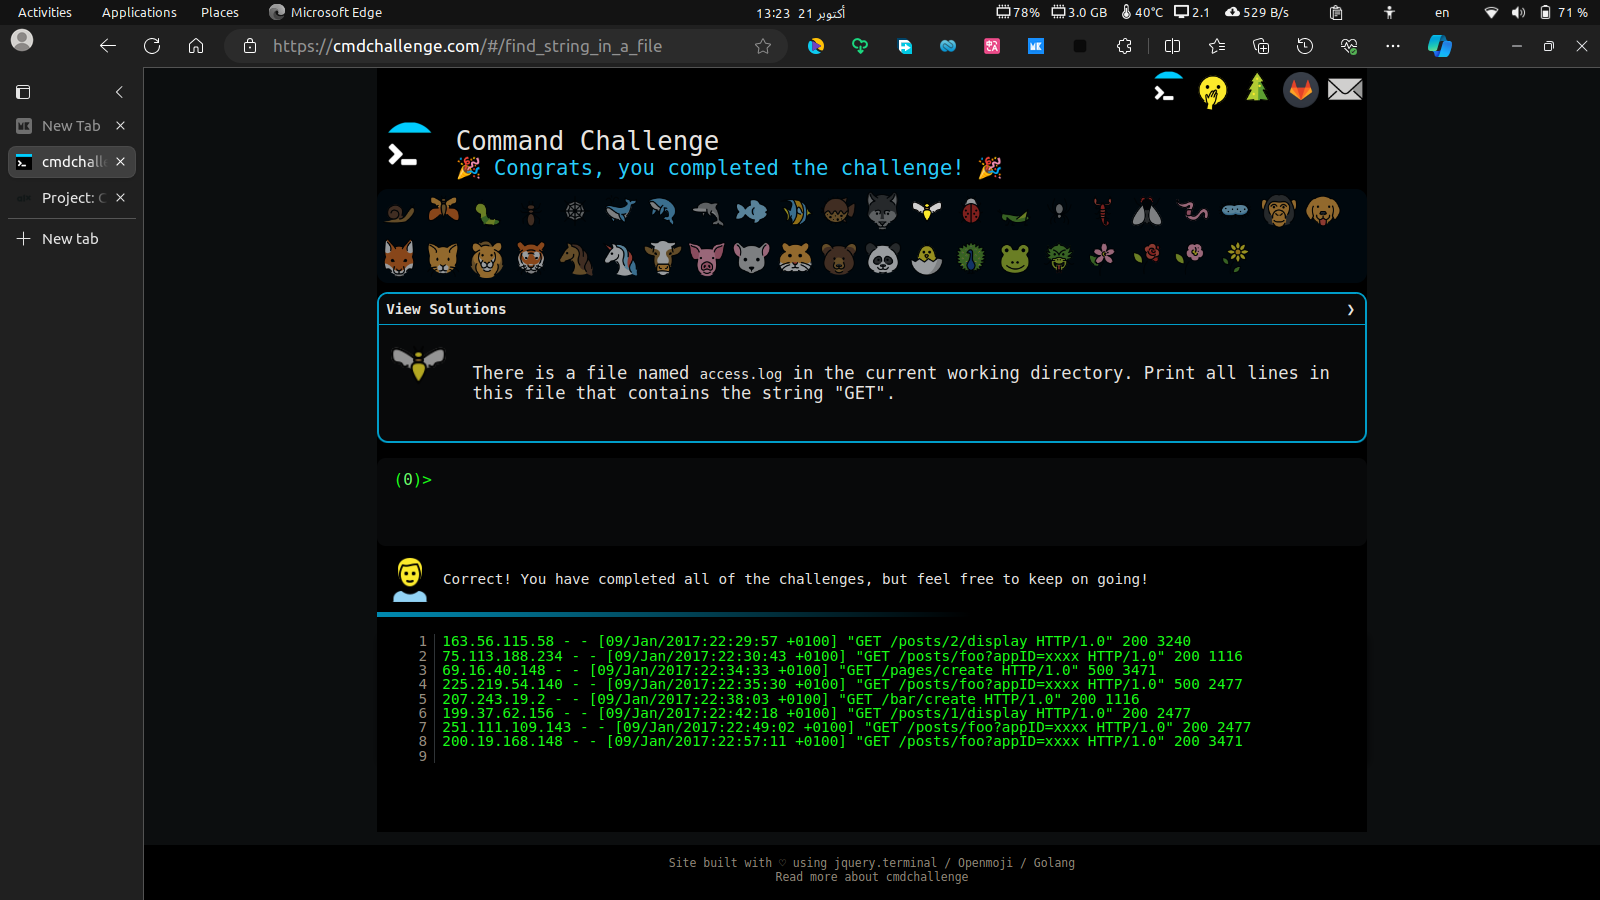 Activities Applications Places Microsoft Edge 13:23 21 أكتوبر 78% 3.0 GB 40°C 2.1 529 B/s en 71 %
https://cmdchallenge.com/#/find_string_in_a_file
New Tab
cmdchall
Project: C
New tab
Command Challenge
🎉 Congrats, you completed the challenge! 🎉
View Solutions ❯
There is a file named access.log in the current working directory. Print all lines in
this file that contains the string "GET".
(0)>
Correct! You have completed all of the challenges, but feel free to keep on going!
1 163.56.115.58 - - [09/Jan/2017:22:29:57 +0100] "GET /posts/2/display HTTP/1.0" 200 3240
2 75.113.188.234 - - [09/Jan/2017:22:30:43 +0100] "GET /posts/foo?appID=xxxx HTTP/1.0" 200 1116
3 69.16.40.148 - - [09/Jan/2017:22:34:33 +0100] "GET /pages/create HTTP/1.0" 500 3471
4 225.219.54.140 - - [09/Jan/2017:22:35:30 +0100] "GET /posts/foo?appID=xxxx HTTP/1.0" 500 2477
5 207.243.19.2 - - [09/Jan/2017:22:38:03 +0100] "GET /bar/create HTTP/1.0" 200 1116
6 199.37.62.156 - - [09/Jan/2017:22:42:18 +0100] "GET /posts/1/display HTTP/1.0" 200 2477
7 251.111.109.143 - - [09/Jan/2017:22:49:02 +0100] "GET /posts/foo?appID=xxxx HTTP/1.0" 200 2477
8 200.19.168.148 - - [09/Jan/2017:22:57:11 +0100] "GET /posts/foo?appID=xxxx HTTP/1.0" 200 3471
9
Site built with ♡ using jquery.terminal / Openmoji / Golang
Read more about cmdchallenge